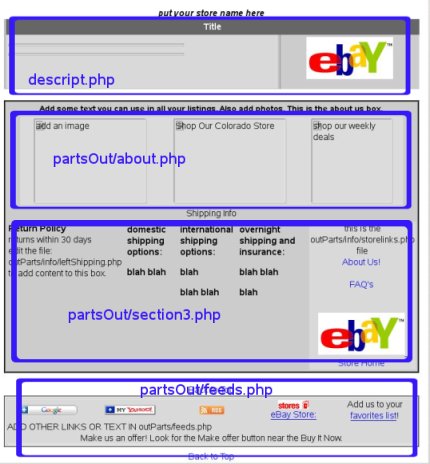 put your store name here
Title
ebaY™
descript.php
Add some text you can use in all your listings. Also add photos. This is the about us box.
add an image
Shop Our Colorado Store
shop our weekly deals
partsOut/about.php
Shipping Info
Return Policy
returns within 30 days
edit the file:
outParts/info/leftShipping.php
to add content to this box.
domestic shipping options:
blah blah
international shipping options:
blah
blah blah
overnight shipping and insurance:
blah blah
blah blah
this is the
outParts/info/storelinks.php
file
About Us!
FAQ's
partsOut/section3.php
ebaY™
Store Home
partsOut/feeds.php
Google
MY YAHOO!
RSS
stores
eBay Store:
Add us to your
favorites list!
ADD OTHER LINKS OR TEXT IN outParts/feeds.php
Make us an offer! Look for the Make offer button near the Buy It Now.
Back to Top